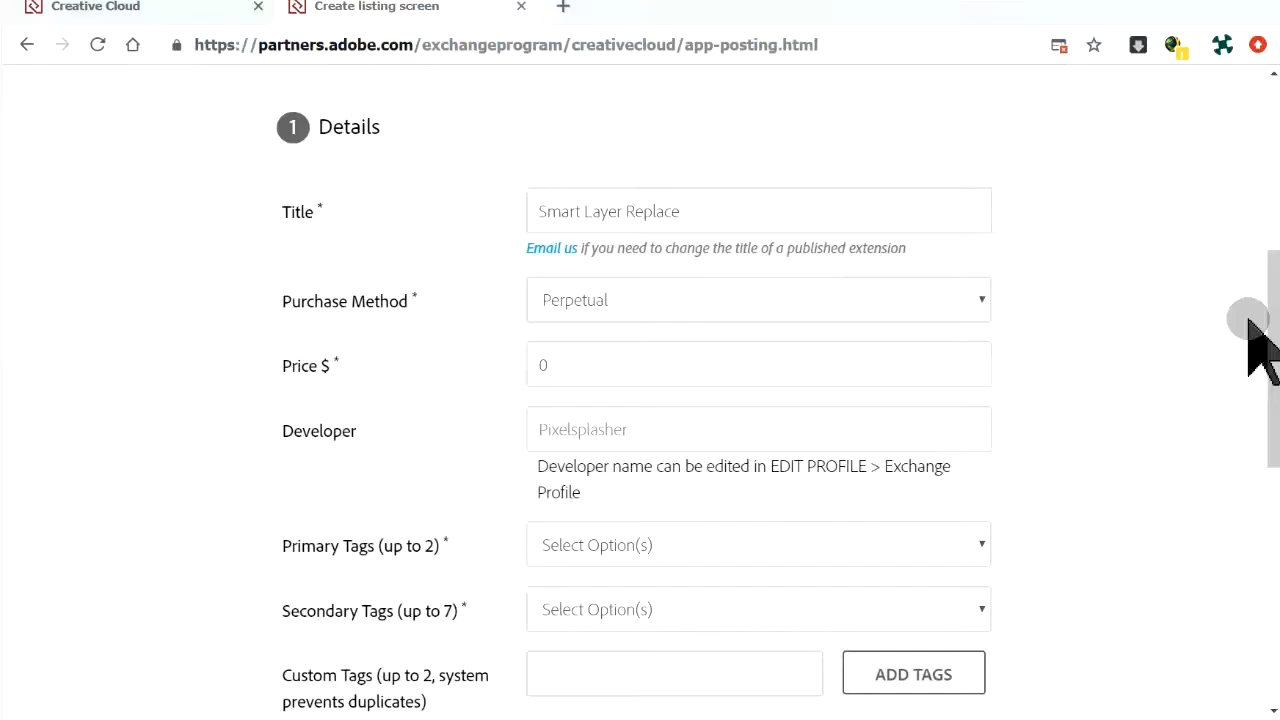 Creative Cloud
Create listing screen
https://partners.adobe.com/exchangeprogram/creativecloud/app-posting.html
1 Details
Title *
Smart Layer Replace
Email us if you need to change the title of a published extension
Purchase Method *
Perpetual
Price $ *
0
Developer
Pixelsplasher
Developer name can be edited in EDIT PROFILE > Exchange
Profile
Primary Tags (up to 2) *
Select Option(s)
Secondary Tags (up to 7) *
Select Option(s)
Custom Tags (up to 2, system
prevents duplicates)
ADD TAGS